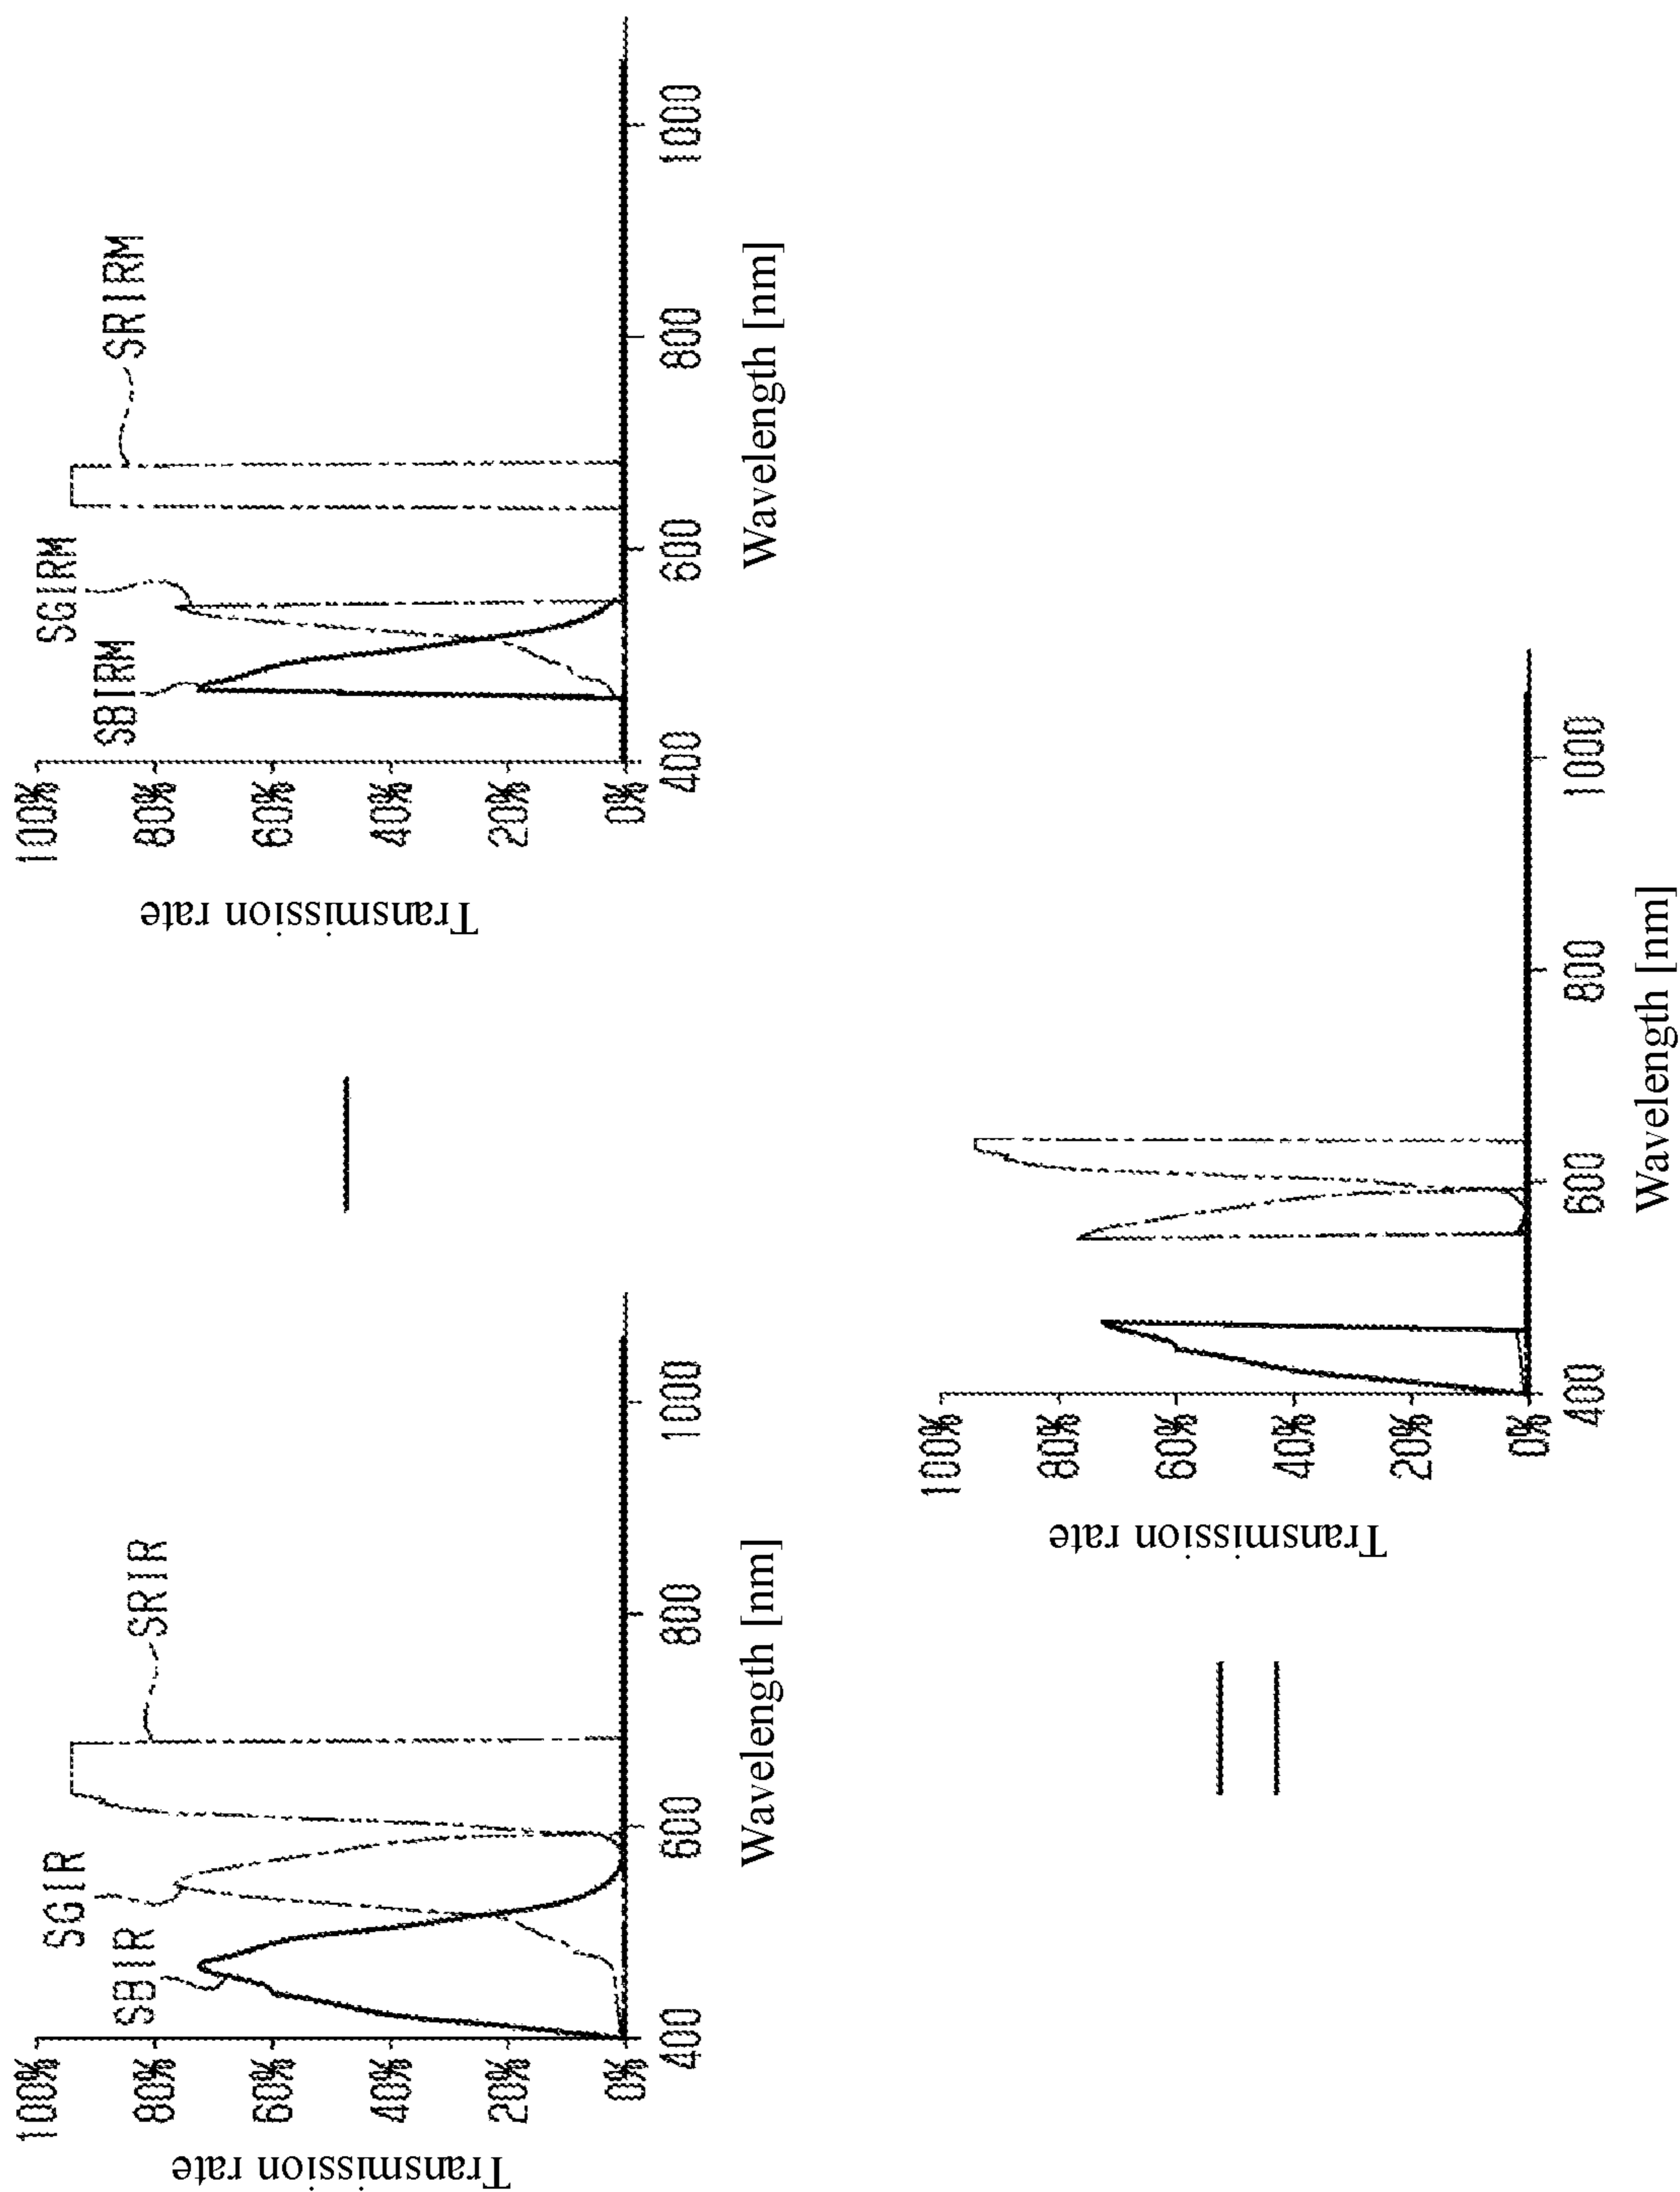 Transmission rate
100%
80%
60%
40%
20%
0%
SBIR
SGIR
SRIR
400
600
800
1000
Wavelength [nm]
Transmission rate
100%
80%
60%
40%
20%
0%
SBIRM
SGIRM
SRIRM
400
600
800
1000
Wavelength [nm]
Transmission rate
100%
80%
60%
40%
20%
0%
400
600
800
1000
Wavelength [nm]